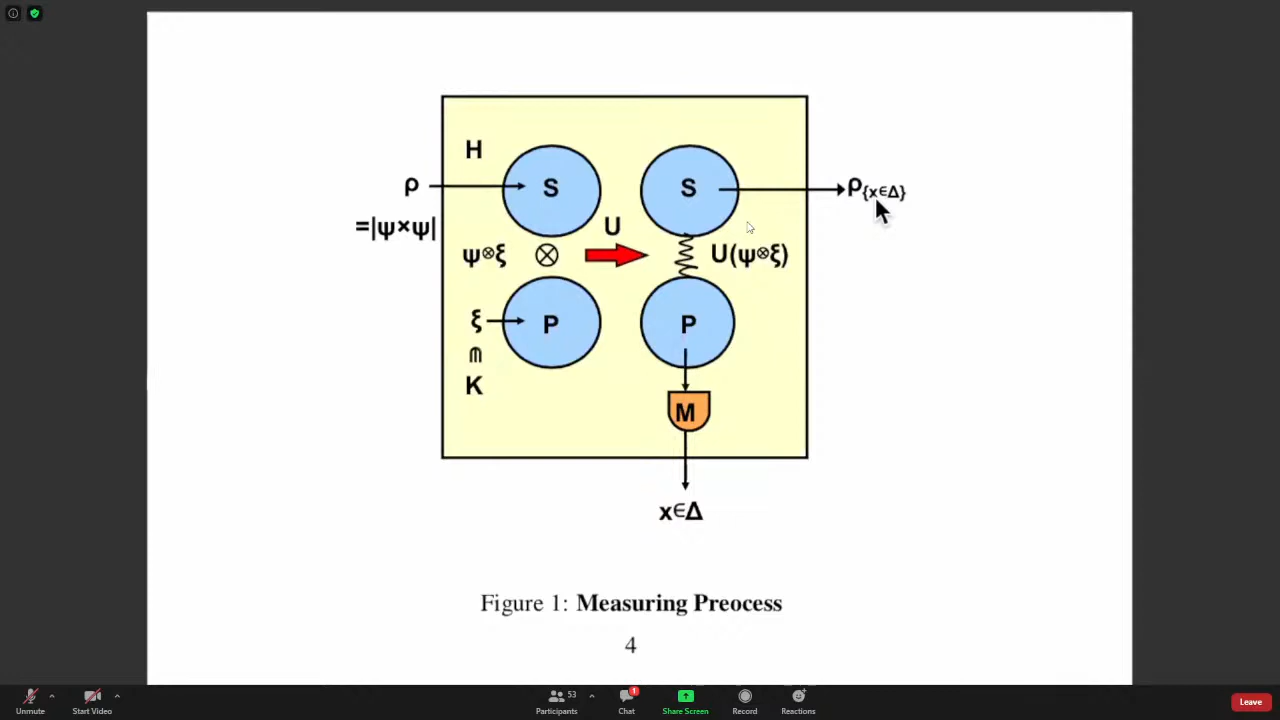 H
ρ
S
S
ρ{x∈Δ}
=|ψ×ψ|
U
ψ⊗ξ
⊗
U(ψ⊗ξ)
ξ
P
P
⋒
K
M
x∈Δ
Figure 1: Measuring Preocess
4
Unmute
Start Video
Participants
53
Chat
1
Share Screen
Record
Reactions
Leave